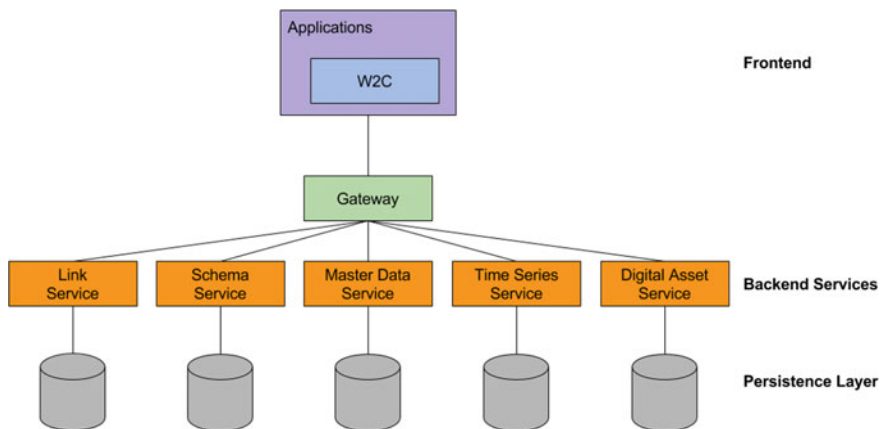 Applications
W2C
Frontend
Gateway
Link
Service
Schema
Service
Master Data
Service
Time Series
Service
Digital Asset
Service
Backend Services
Persistence Layer